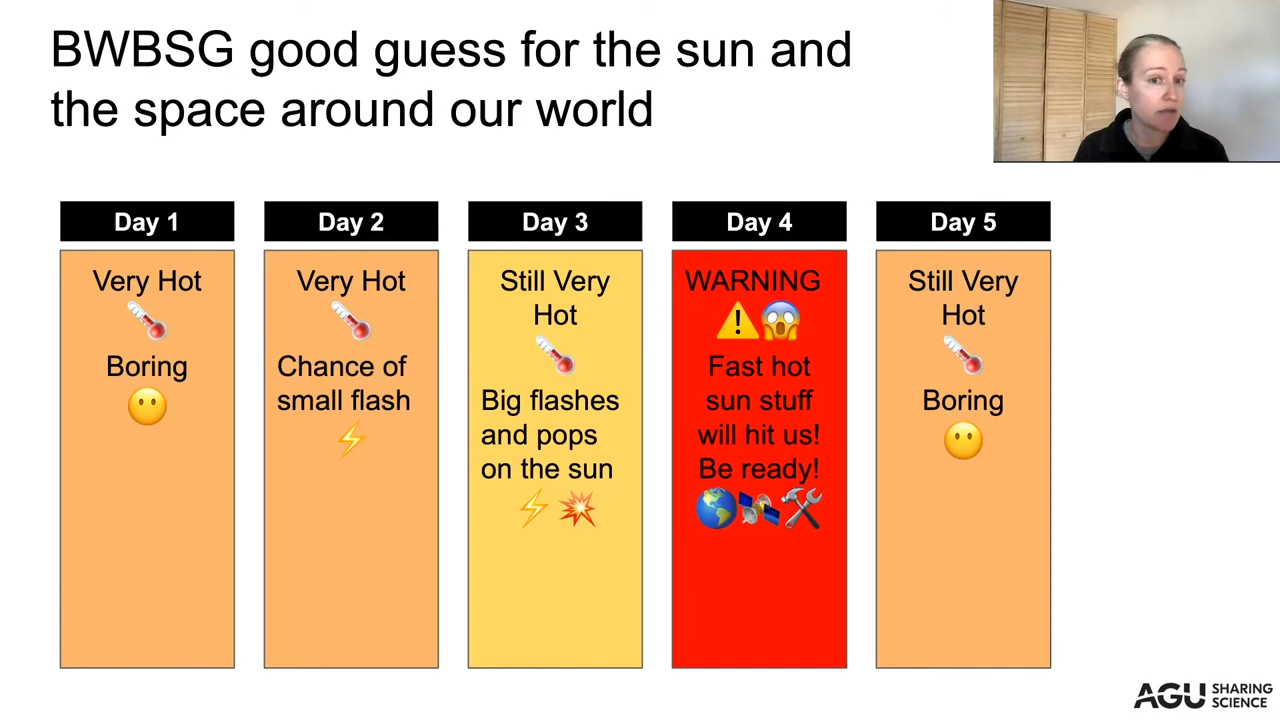 BWBSG good guess for the sun and
the space around our world
Day 1
Very Hot
Boring
Day 2
Very Hot
Chance of
small flash
Day 3
Still Very
Hot
Big flashes
and pops
on the sun
Day 4
WARNING
Fast hot
sun stuff
will hit us!
Be ready!
Day 5
Still Very
Hot
Boring
AGU SHARING
SCIENCE